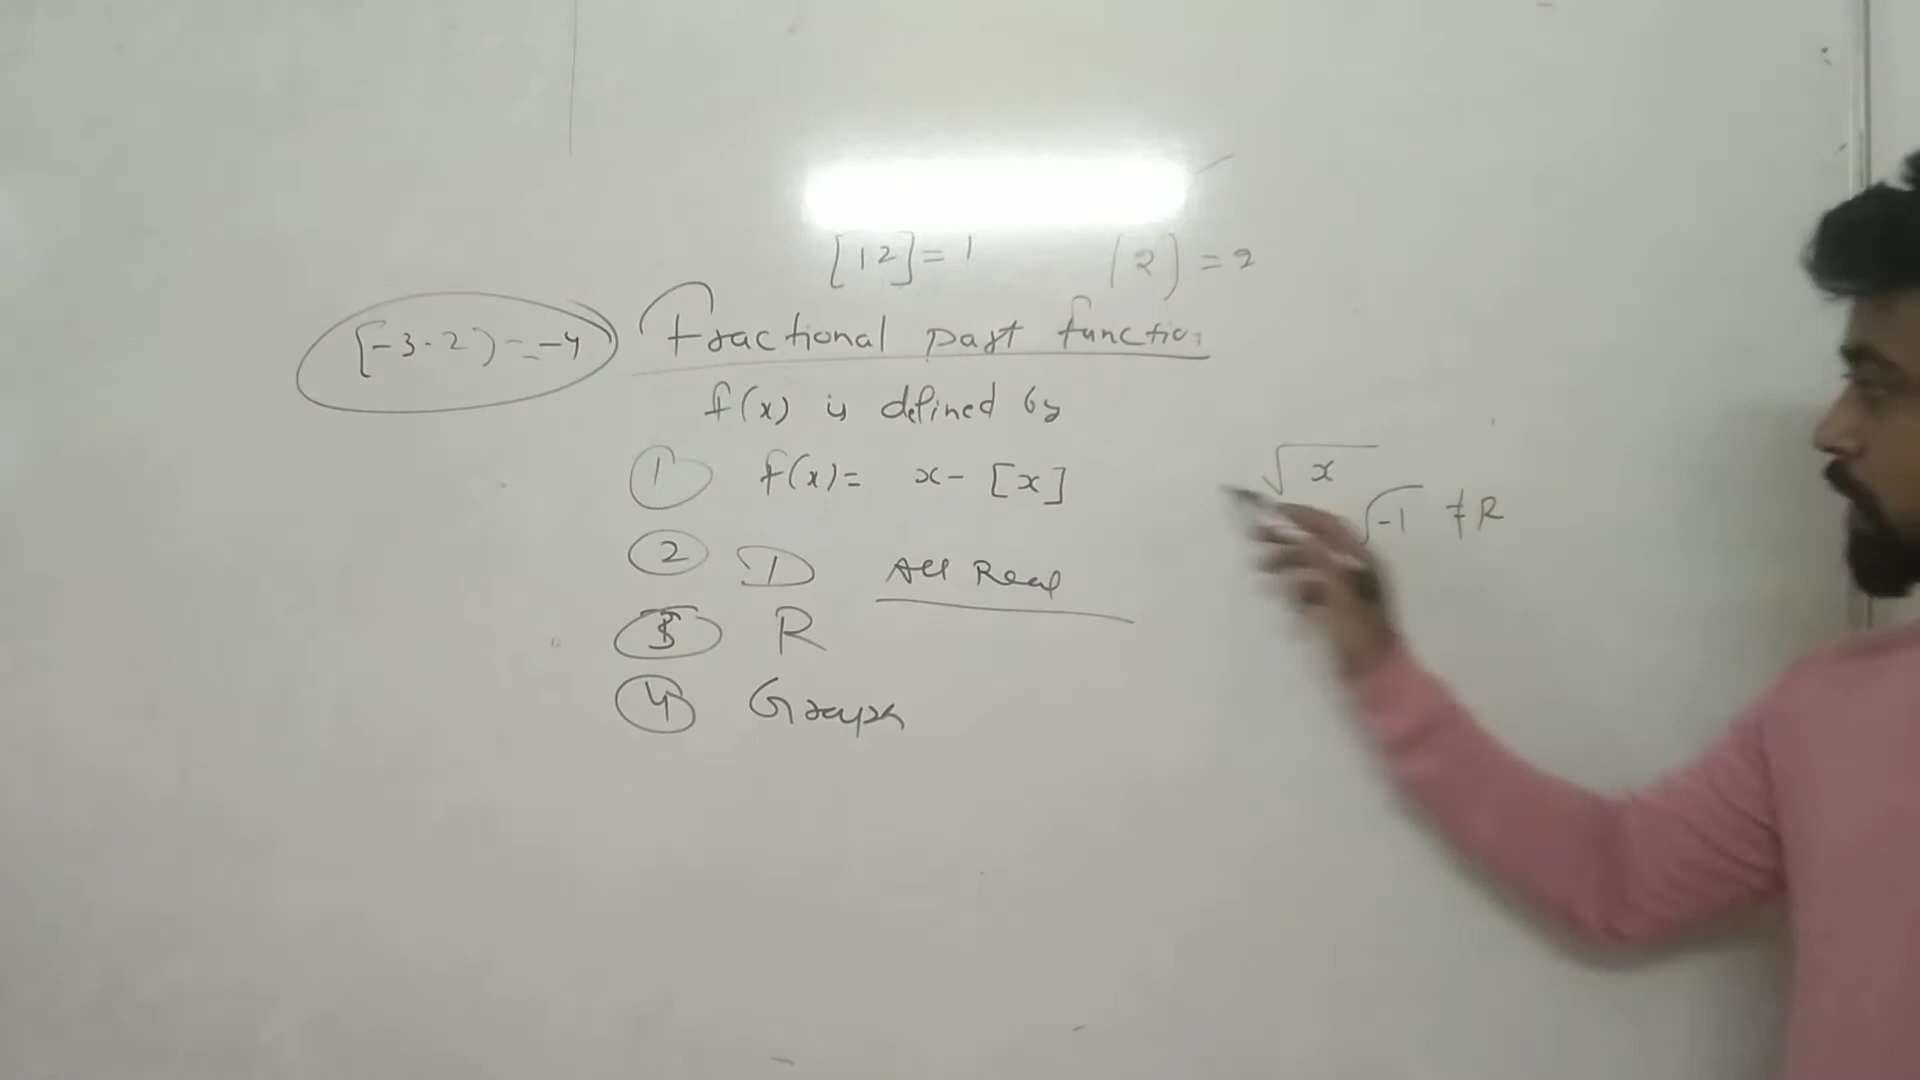 [12] = 1 [2) = 2
[-3.2) = -4
Fractional part function
f(x) is defined by
① f(x) = x - [x]
√x
√-1 ≠ R
② D All Real
③ R
④ Graph